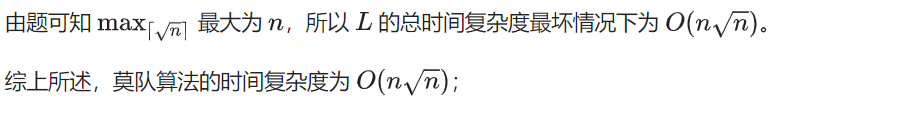 由题可知 max⌈√n⌉ 最大为 n，所以 L 的总时间复杂度最坏情况下为 O(n√n)。
综上所述，莫队算法的时间复杂度为 O(n√n)；